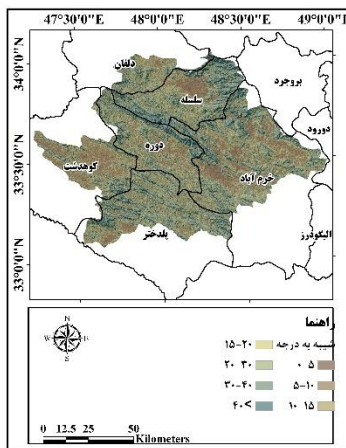 47°30'0"E 48°0'0"E 48°30'0"E 49°0'0"E
34°0'0"N
33°30'0"N
33°0'0"N
دلفان
بروجرد
سلسله
دورود
دوره
کوهدشت
خرم آباد
الیگودرز
پلدختر
راهنما
شیب به درجه
۱۵-۲۰
۰-۵
۲۰-۳۰
۵-۱۰
۳۰-۴۰
۱۰-۱۵
۴۰<
N
W E
S
0 12.5 25 50
Kilometers